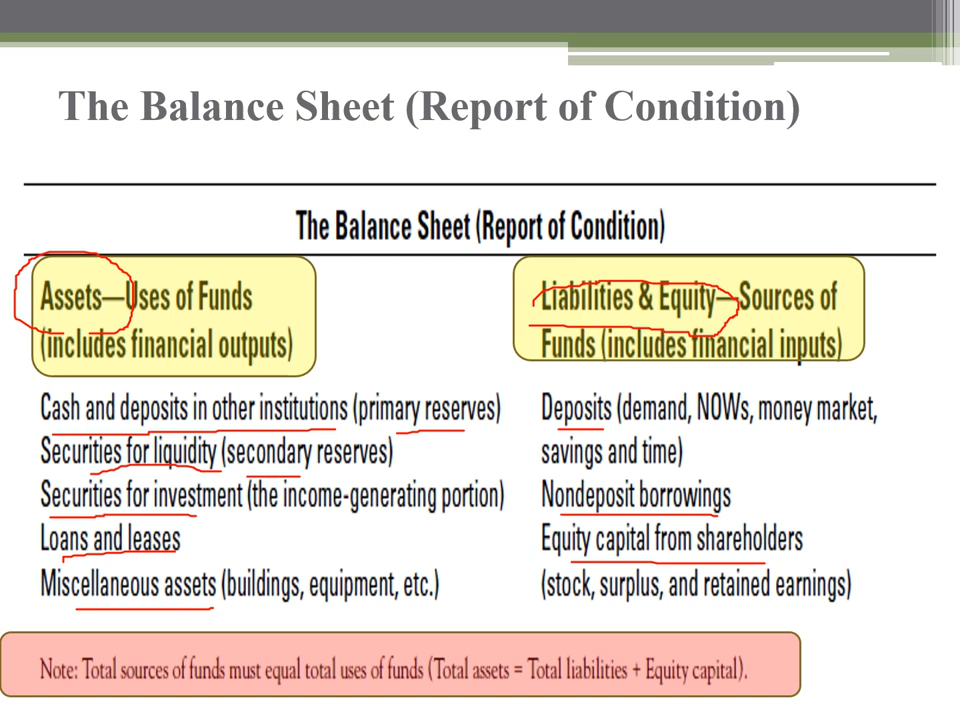 The Balance Sheet (Report of Condition)
The Balance Sheet (Report of Condition)
Assets—Uses of Funds
(includes financial outputs)
Liabilities & Equity—Sources of
Funds (includes financial inputs)
Cash and deposits in other institutions (primary reserves)
Securities for liquidity (secondary reserves)
Securities for investment (the income-generating portion)
Loans and leases
Miscellaneous assets (buildings, equipment, etc.)
Deposits (demand, NOWs, money market,
savings and time)
Nondeposit borrowings
Equity capital from shareholders
(stock, surplus, and retained earnings)
Note: Total sources of funds must equal total uses of funds (Total assets = Total liabilities + Equity capital).